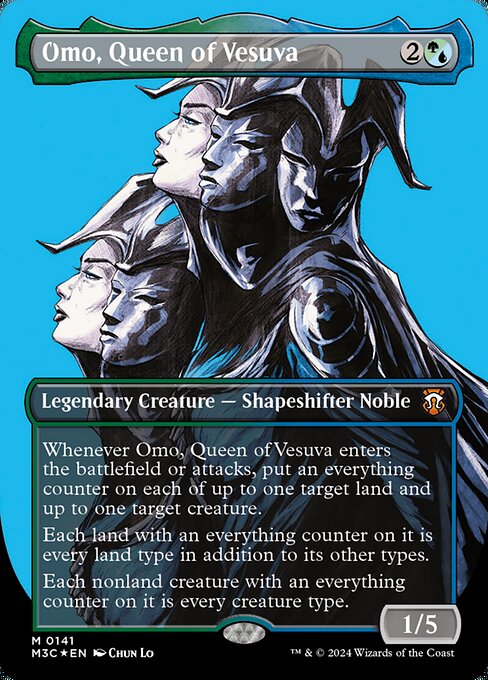 Omo, Queen of Vesuva
2
Legendary Creature — Shapeshifter Noble
Whenever Omo, Queen of Vesuva enters
the battlefield or attacks, put an everything
counter on each of up to one target land and
up to one target creature.
Each land with an everything counter on it is
every land type in addition to its other types.
Each nonland creature with an everything
counter on it is every creature type.
1/5
M 0141
M3C★EN Chun Lo
™ & © 2024 Wizards of the Coast